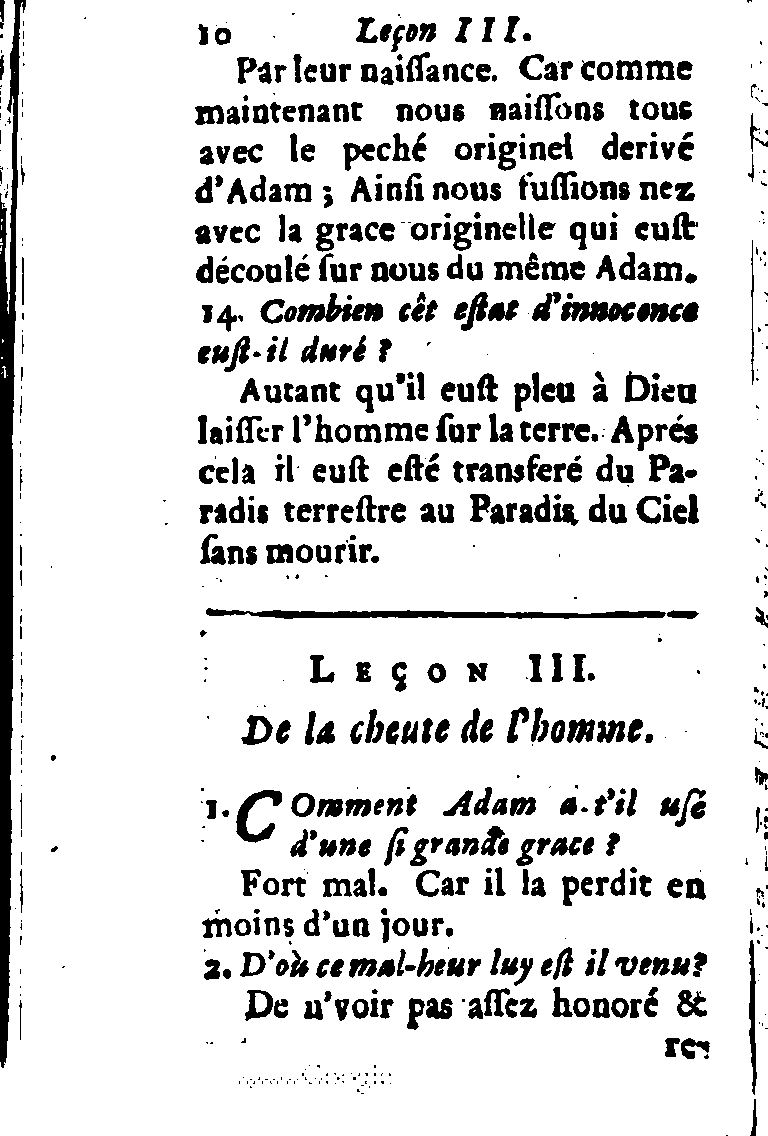 10 Leçon III.
Par leur naiſſance. Car comme
maintenant nous naiſſons tous
avec le peché originel derivé
d'Adam ; Ainſi nous fuſſions nez
avec la grace originelle qui euſt
découlé ſur nous du même Adam.
14. Combien cêt eſtat d'innocence
euſt-il duré ?
Autant qu'il euſt pleu à Dieu
laiſſer l'homme ſur la terre. Aprés
cela il euſt eſté transferé du Pa-
radis terreſtre au Paradis du Ciel
ſans mourir.
LEÇON III.
De la cheute de l'homme.
1. COmment Adam a-t'il uſé
d'une ſi grande grace ?
Fort mal. Car il la perdit en
moins d'un jour.
2. D'où ce mal-heur luy eſt il venu?
De n'voir pas aſſez honoré &